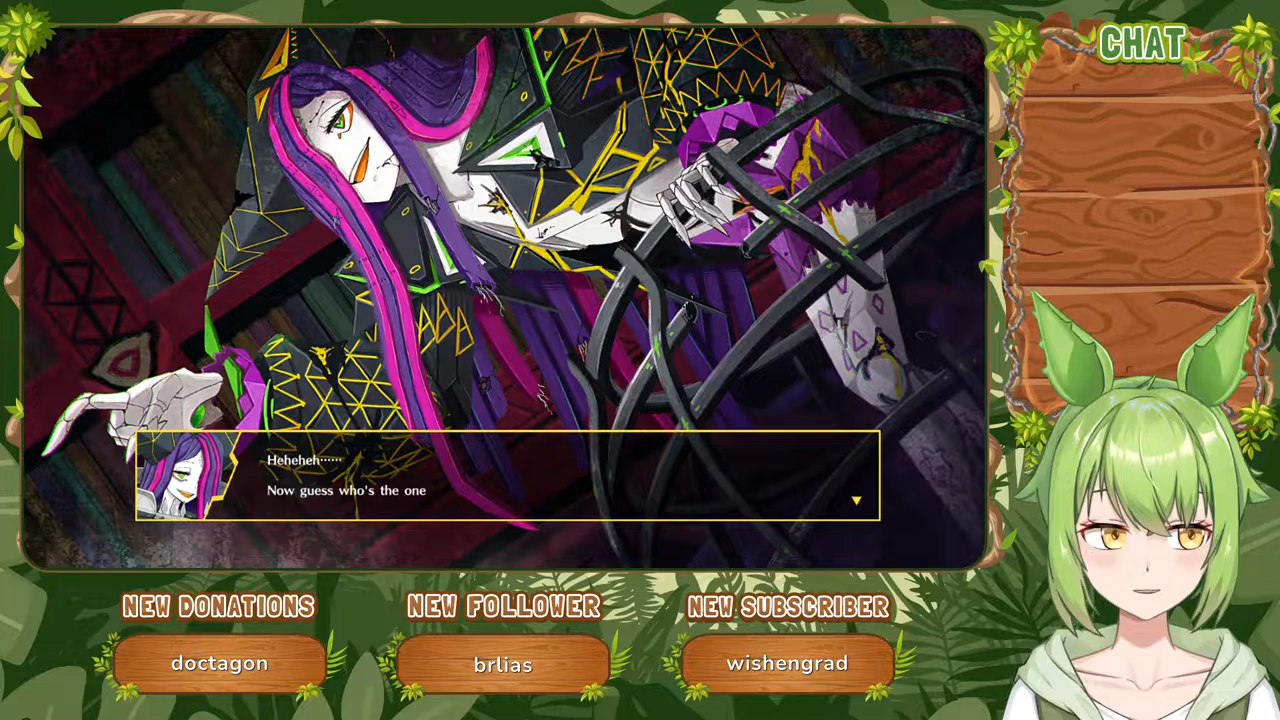 CHAT
Heheheh······
Now guess who's the one
NEW DONATIONS
NEW FOLLOWER
NEW SUBSCRIBER
doctagon
brlias
wishengrad